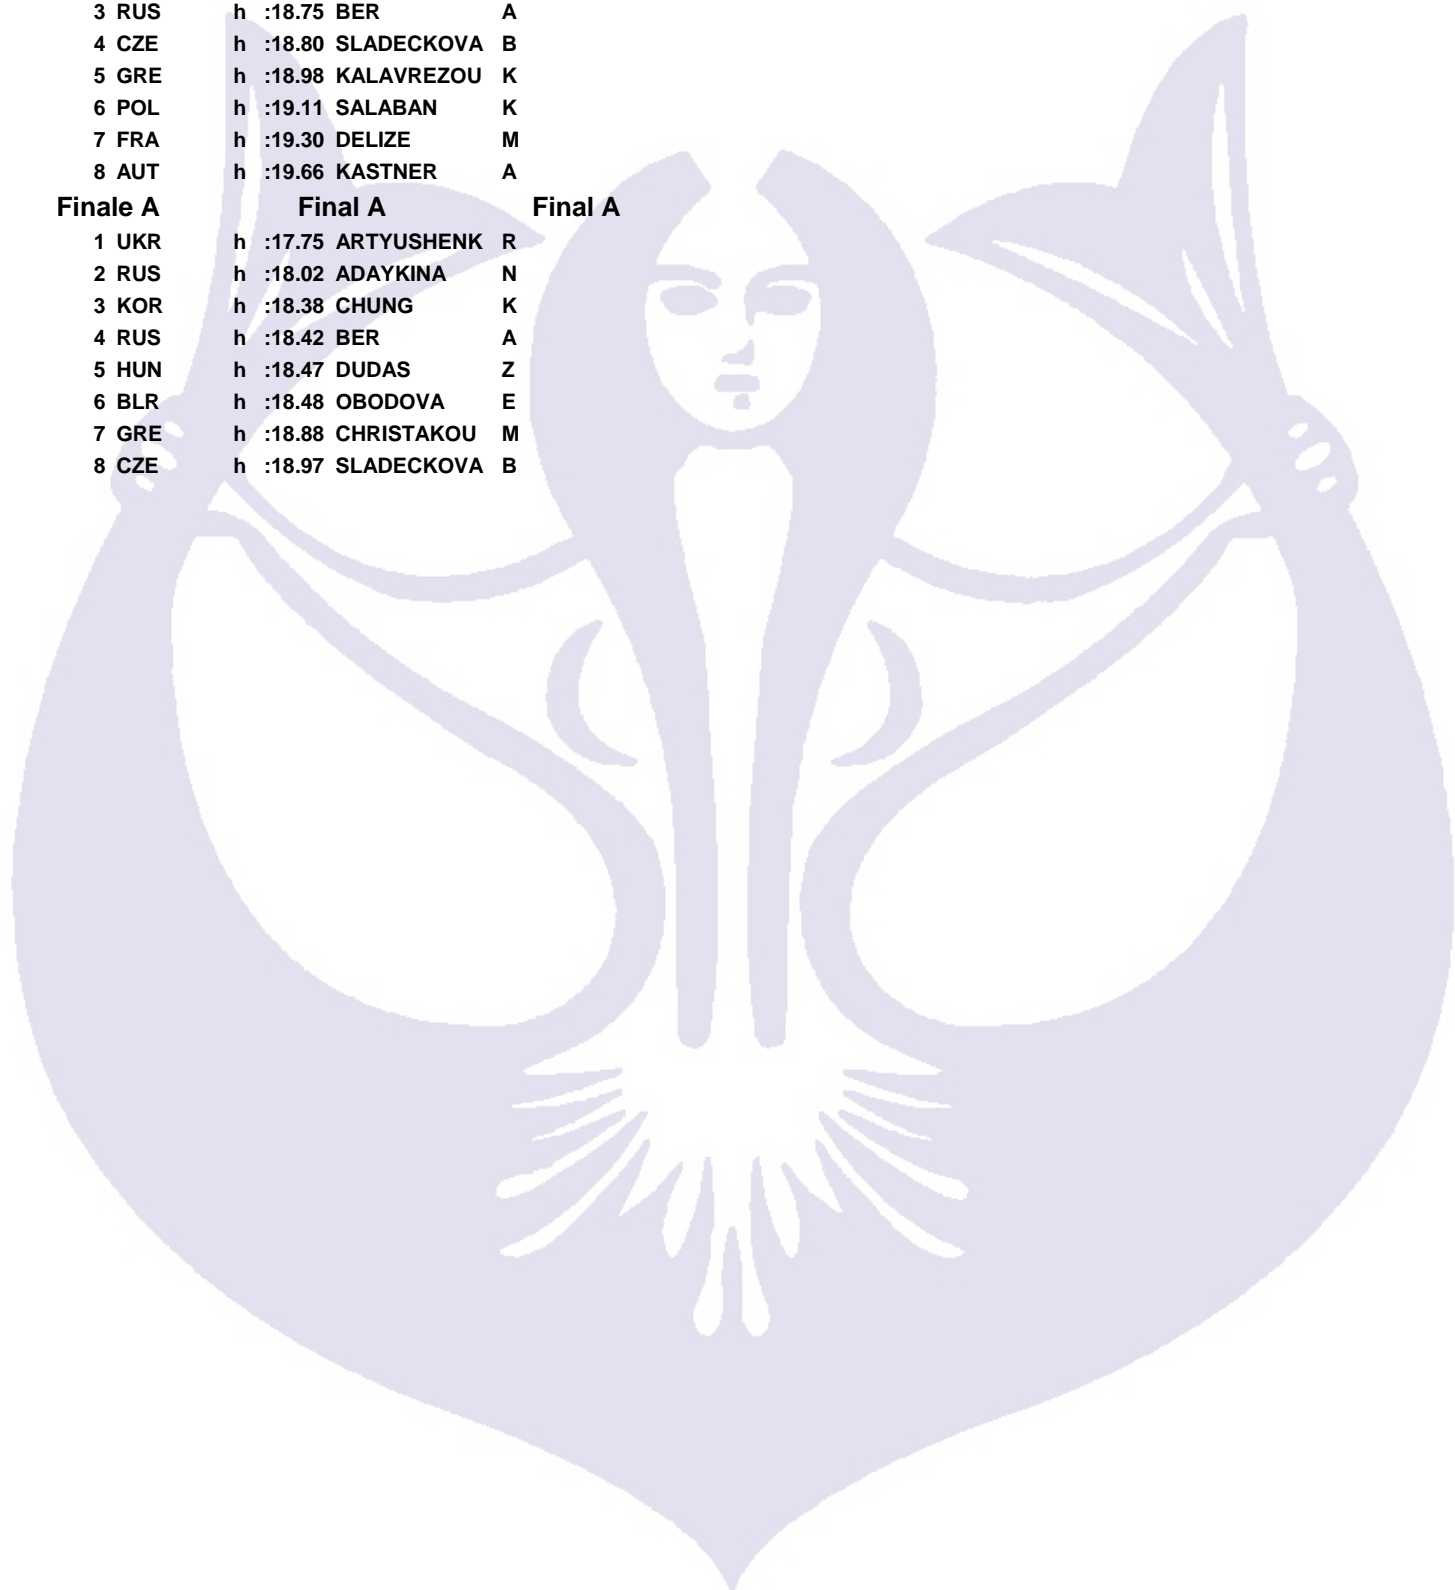 3 RUS h :18.75 BER A
4 CZE h :18.80 SLADECKOVA B
5 GRE h :18.98 KALAVREZOU K
6 POL h :19.11 SALABAN K
7 FRA h :19.30 DELIZE M
8 AUT h :19.66 KASTNER A
Finale A Final A Final A
1 UKR h :17.75 ARTYUSHENK R
2 RUS h :18.02 ADAYKINA N
3 KOR h :18.38 CHUNG K
4 RUS h :18.42 BER A
5 HUN h :18.47 DUDAS Z
6 BLR h :18.48 OBODOVA E
7 GRE h :18.88 CHRISTAKOU M
8 CZE h :18.97 SLADECKOVA B